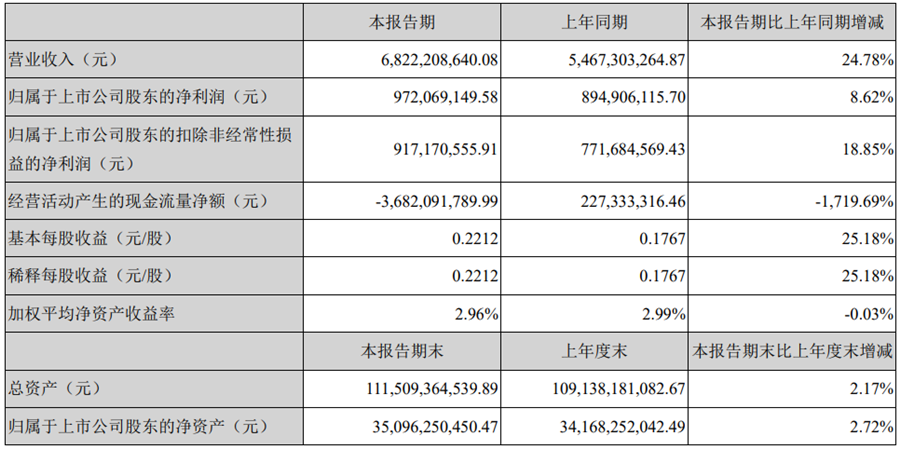 本报告期 上年同期 本报告期比上年同期增减
营业收入（元） 6,822,208,640.08 5,467,303,264.87 24.78%
归属于上市公司股东的净利润（元） 972,069,149.58 894,906,115.70 8.62%
归属于上市公司股东的扣除非经常性损
益的净利润（元） 917,170,555.91 771,684,569.43 18.85%
经营活动产生的现金流量净额（元） -3,682,091,789.99 227,333,316.46 -1,719.69%
基本每股收益（元/股） 0.2212 0.1767 25.18%
稀释每股收益（元/股） 0.2212 0.1767 25.18%
加权平均净资产收益率 2.96% 2.99% -0.03%
本报告期末 上年度末 本报告期末比上年度末增减
总资产（元） 111,509,364,539.89 109,138,181,082.67 2.17%
归属于上市公司股东的净资产（元） 35,096,250,450.47 34,168,252,042.49 2.72%